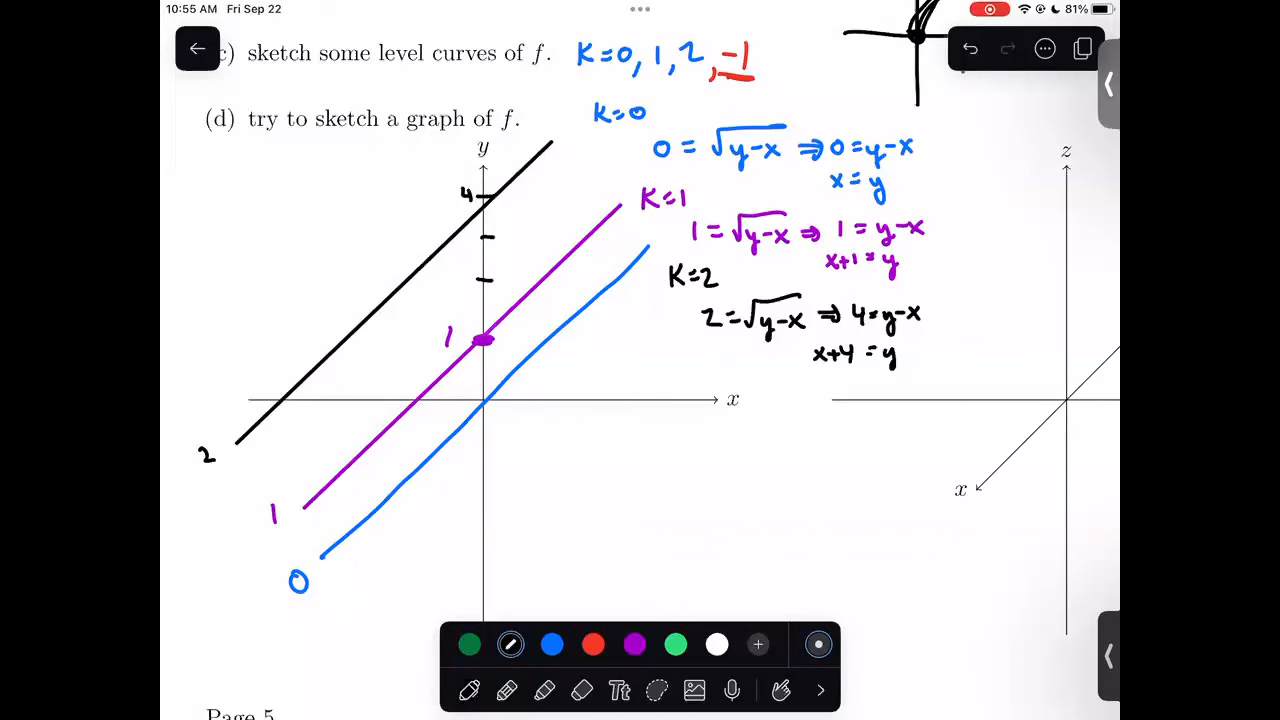 10:55 AM Fri Sep 22
81%
c) sketch some level curves of f. K=0, 1, 2, -1
(d) try to sketch a graph of f.
K=0
0 = √y-x ⇒ 0=y-x
x = y
K=1
1 = √y-x ⇒ 1 = y-x
x+1 = y
K=2
2 = √y-x ⇒ 4=y-x
x+4 = y
y
4
1
x
2
1
0
z
x
Tt
Page 5